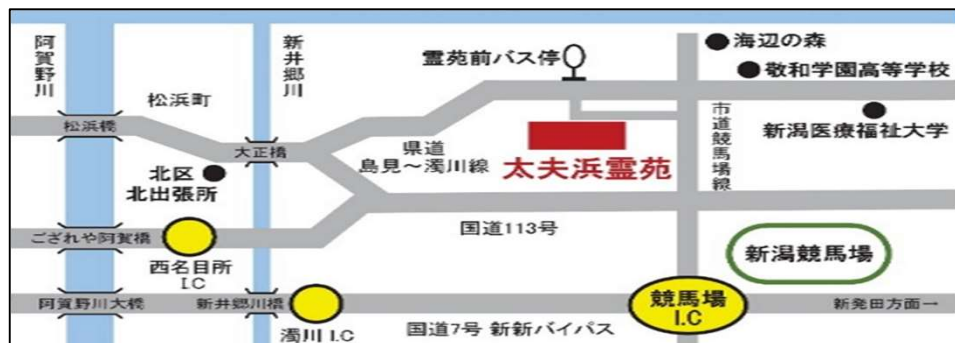 阿賀野川
新井郷川
霊苑前バス停
海辺の森
敬和学園高等学校
松浜町
松浜橋
大正橋
県道
島見〜濁川線
太夫浜霊苑
市道競馬場線
新潟医療福祉大学
北区
北出張所
ござれや阿賀橋
西名目所
I.C
国道113号
新潟競馬場
阿賀野川大橋
新井郷川橋
濁川 I.C
国道7号 新新バイパス
競馬場
I.C
新発田方面→